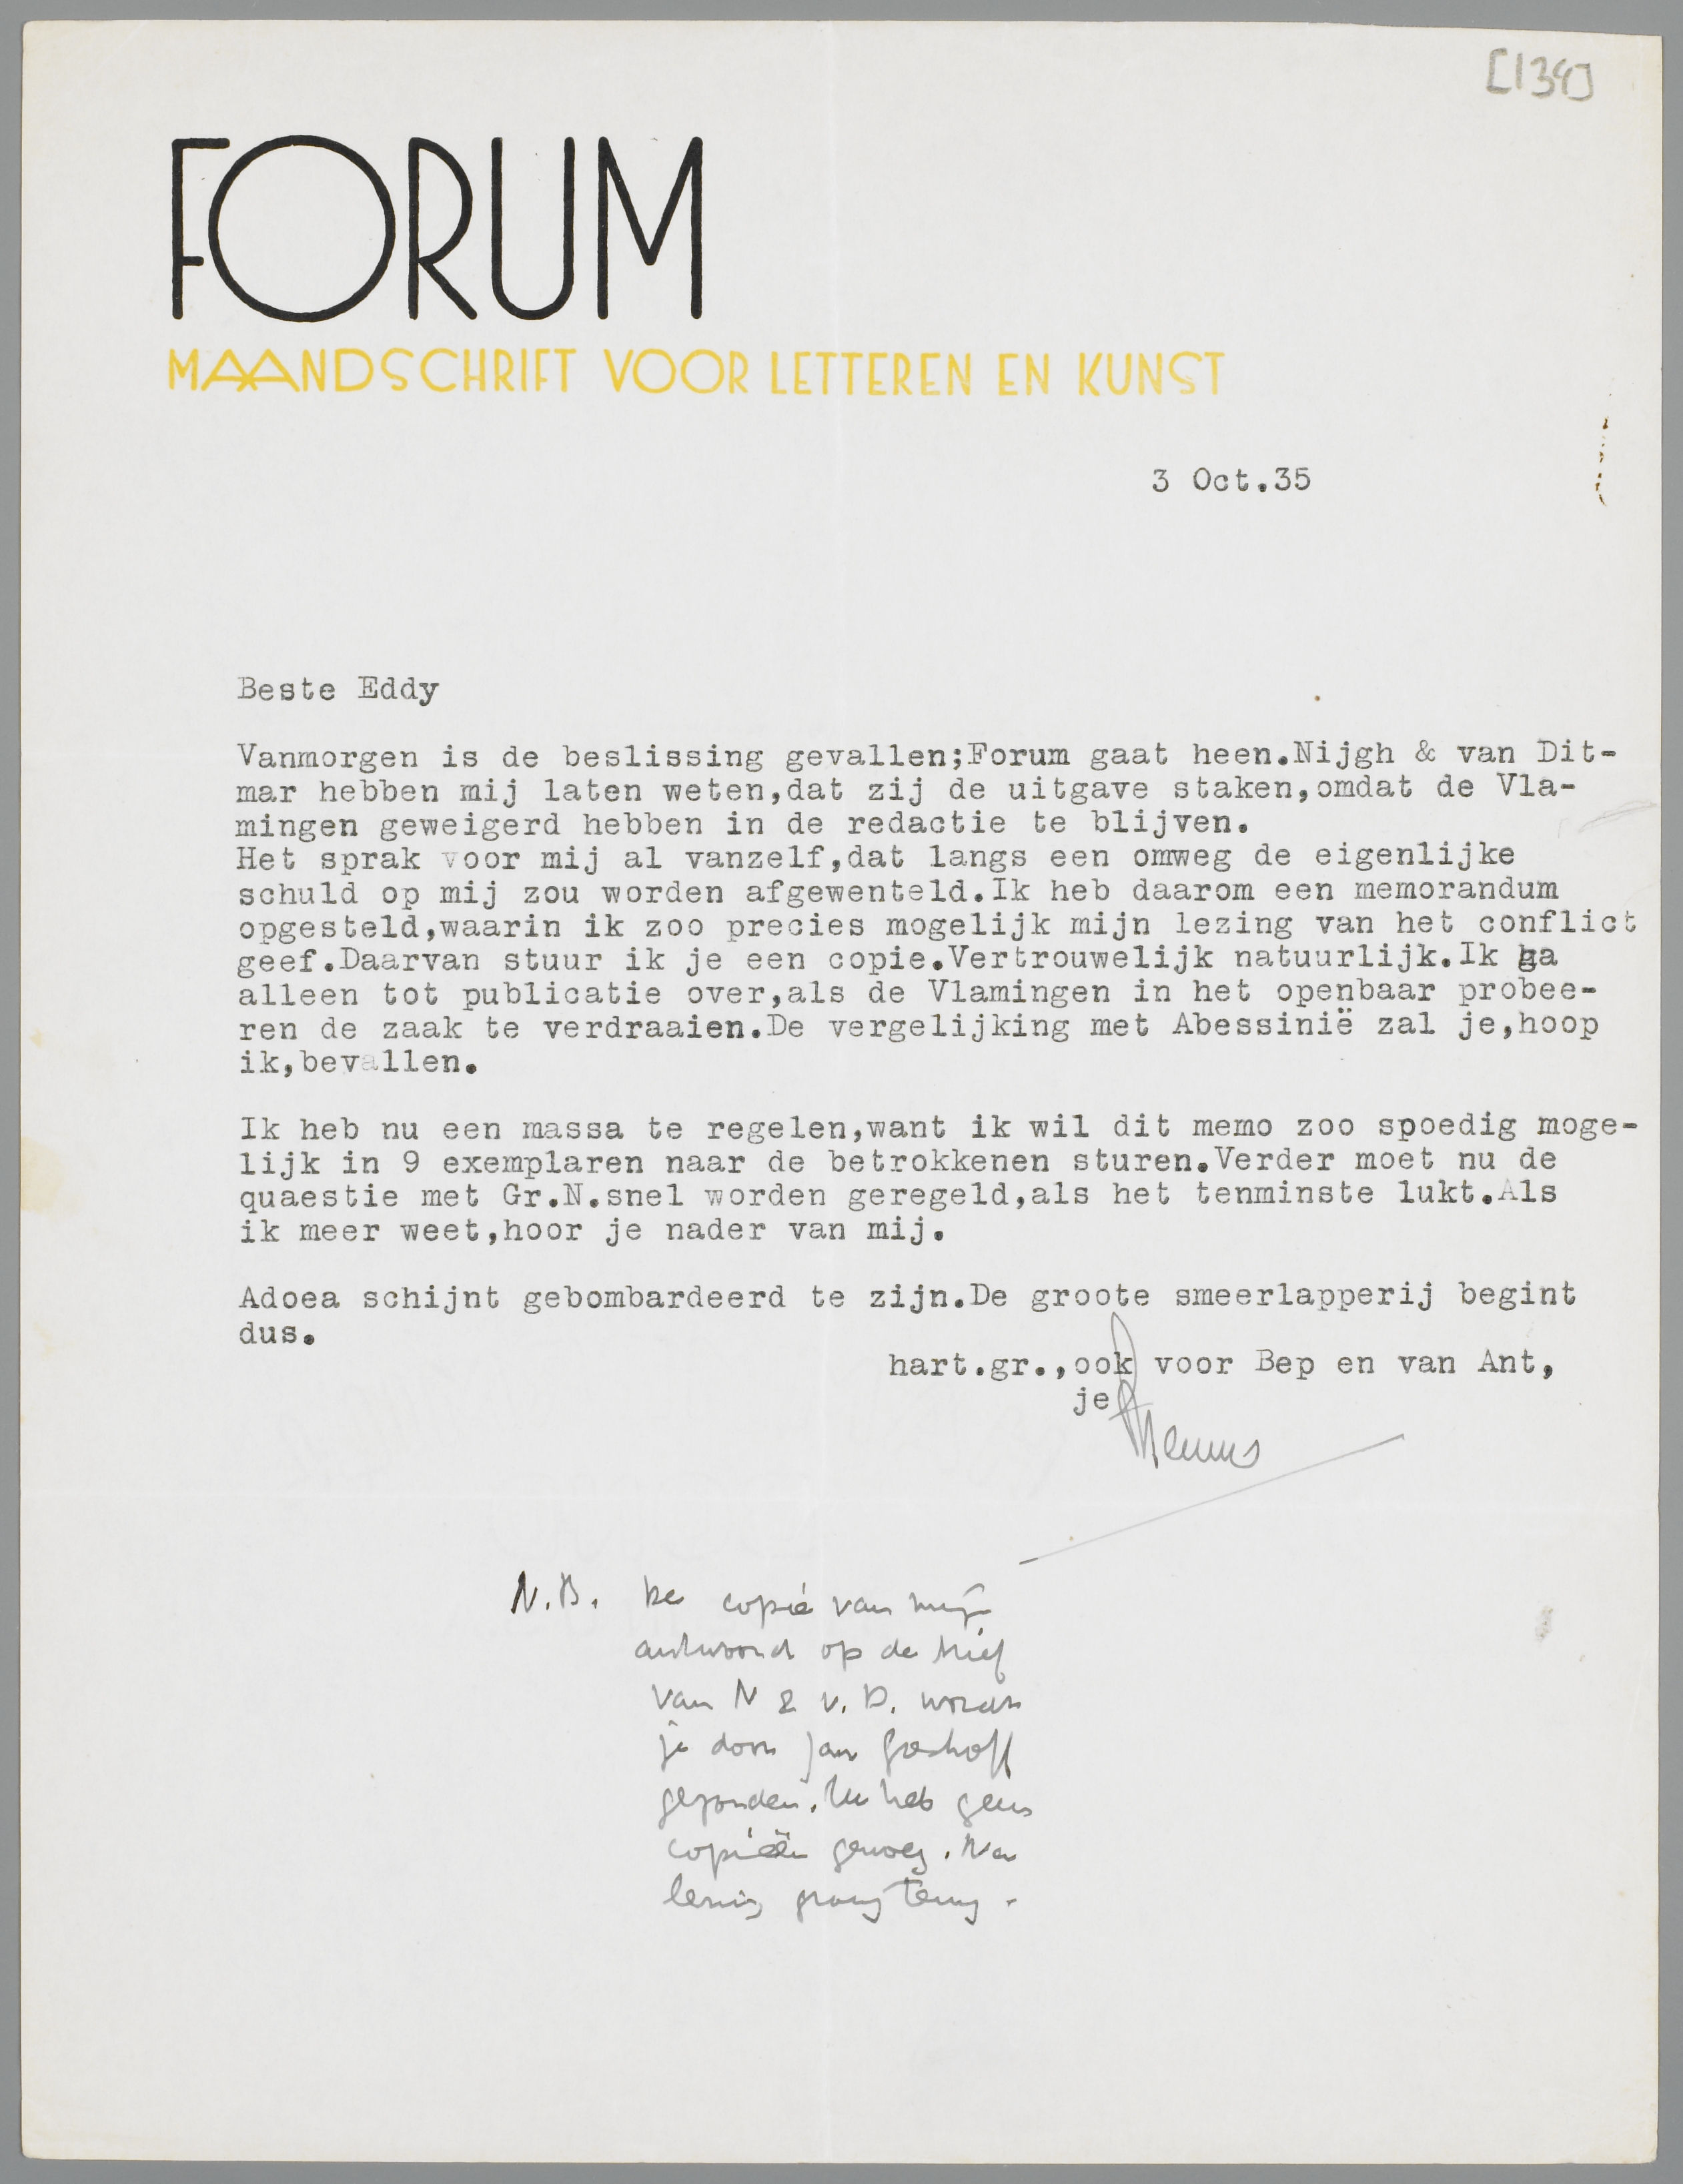 [134]
FORUM
MAANDSCHRIFT VOOR LETTEREN EN KUNST
3 Oct.35
Beste Eddy
Vanmorgen is de beslissing gevallen;Forum gaat heen.Nijgh & van Dit-
mar hebben mij laten weten,dat zij de uitgave staken,omdat de Vla-
mingen geweigerd hebben in de redactie te blijven.
Het sprak voor mij al vanzelf,dat langs een omweg de eigenlijke
schuld op mij zou worden afgewenteld.Ik heb daarom een memorandum
opgesteld,waarin ik zoo precies mogelijk mijn lezing van het conflict
geef.Daarvan stuur ik je een copie.Vertrouwelijk natuurlijk.Ik ga
alleen tot publicatie over,als de Vlamingen in het openbaar probee-
ren de zaak te verdraaien.De vergelijking met Abessinië zal je,hoop
ik,bevallen.
Ik heb nu een massa te regelen,want ik wil dit memo zoo spoedig moge-
lijk in 9 exemplaren naar de betrokkenen sturen.Verder moet nu de
quaestie met Gr.N.snel worden geregeld,als het tenminste lukt.Als
ik meer weet,hoor je nader van mij.
Adoea schijnt gebombardeerd te zijn.De groote smeerlapperij begint
dus.
hart.gr.,ook voor Bep en van Ant,
je
Menno
N.B. De copie van mijn
antwoord op de brief
van N & v. D. wordt
je door Jan Greshoff
gezonden. Ik heb geen
copieën genoeg. Na
lezing graag terug.